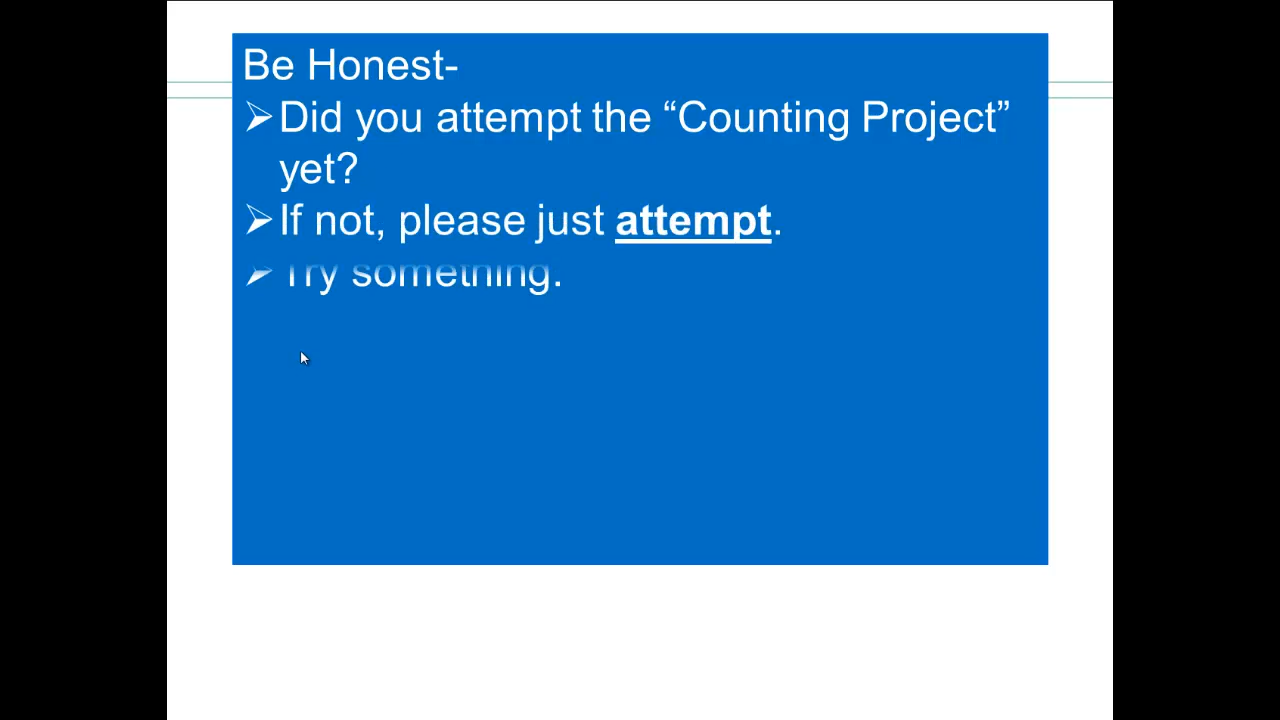 Be Honest-
➢Did you attempt the “Counting Project”
yet?
➢If not, please just attempt.
➢Try something.